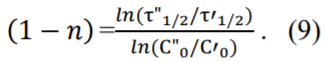 (1 − n) = ln(τ"₁/₂/τ′₁/₂) / ln(C"₀/C′₀) . (9)